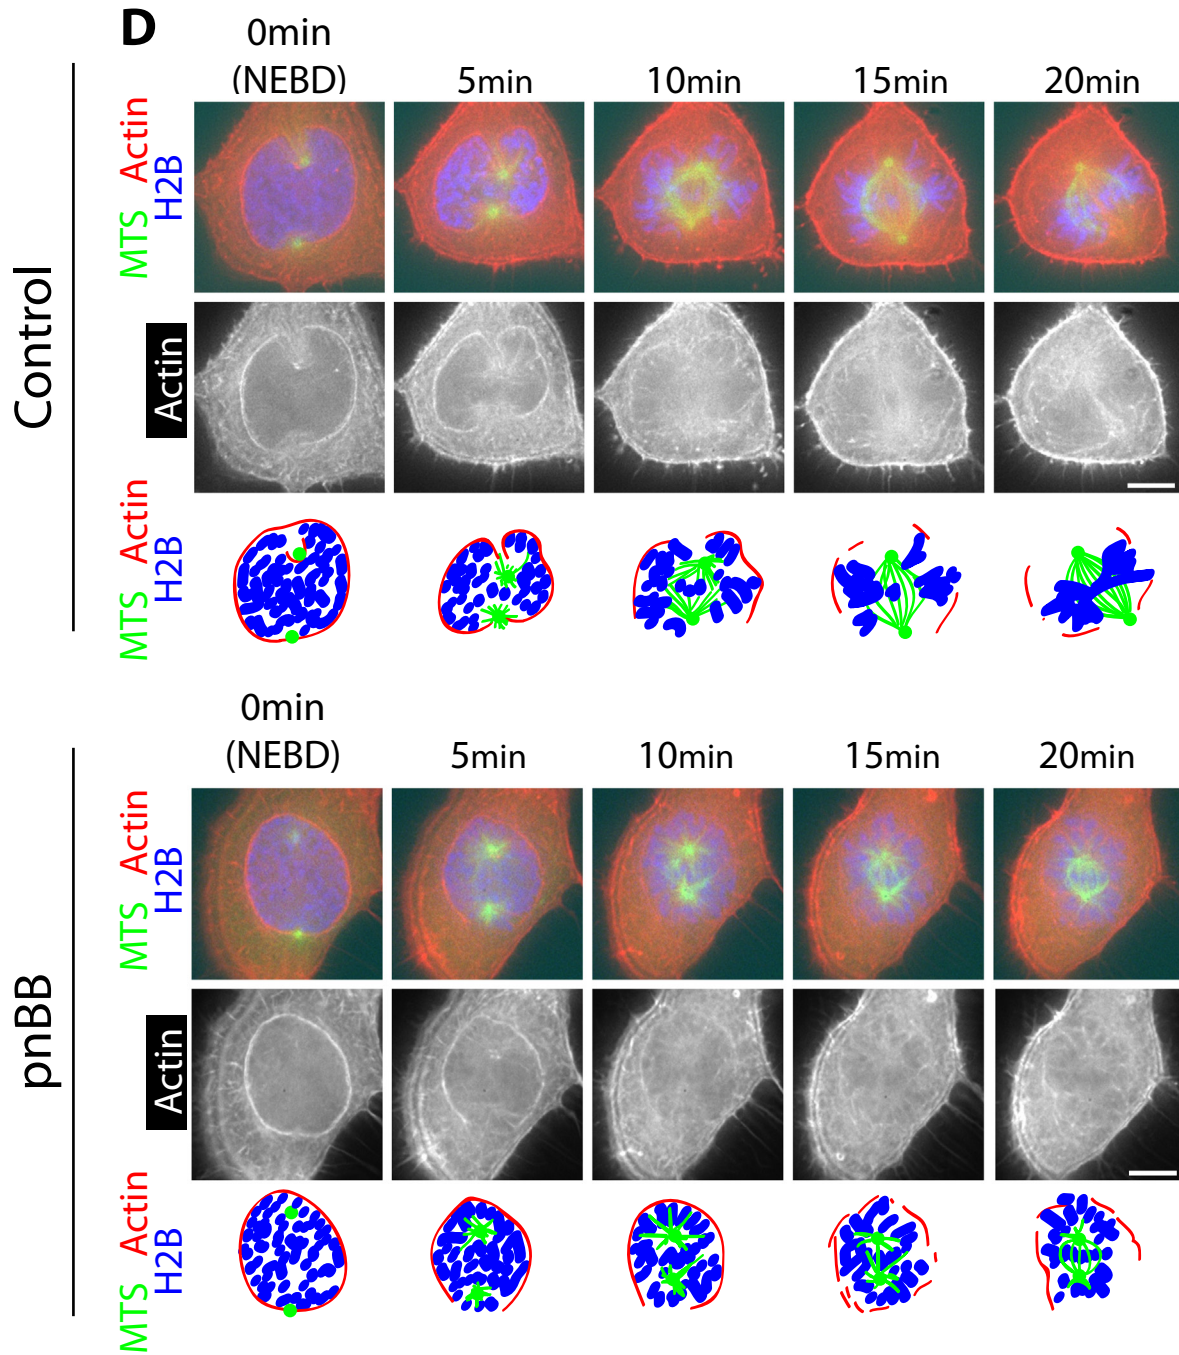 D
0min
(NEBD)
5min
10min
15min
20min
Control
MTS Actin
H2B
Actin
MTS Actin
H2B
0min
(NEBD)
5min
10min
15min
20min
pnBB
MTS Actin
H2B
Actin
MTS Actin
H2B